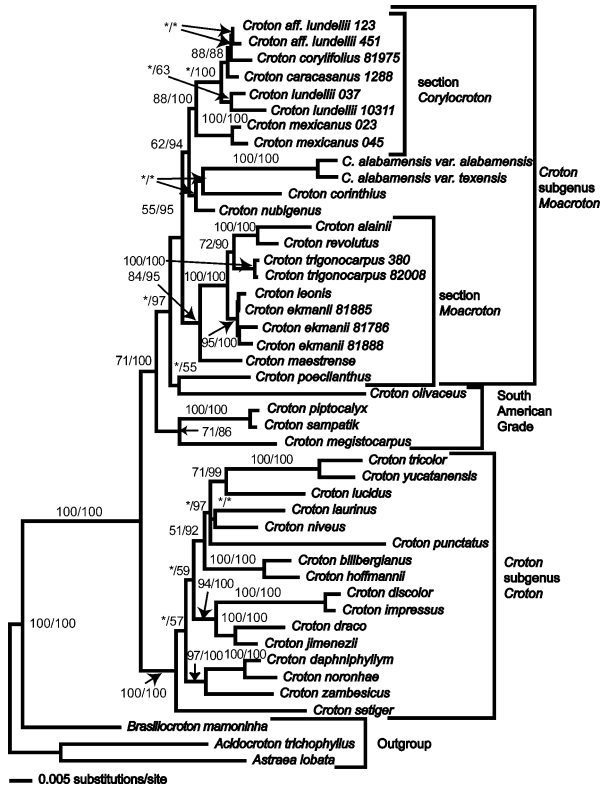 */*
Croton aff. lundellii 123
Croton aff. lundellii 451
88/88
Croton corylifolius 81975
*/63
*/100
Croton caracasanus 1288
section
Corylocroton
88/100
Croton lundellii 037
Croton lundellii 10311
100/100
Croton mexicanus 023
Croton mexicanus 045
62/94
100/100
C. alabamensis var. alabamensis
C. alabamensis var. texensis
*/*
Croton corinthius
Croton
subgenus
Moacroton
55/95
Croton nubigenus
100/100
Croton alainii
72/90
Croton revolutus
100/100
Croton trigonocarpus 380
84/95
100/100
Croton trigonocarpus 82008
Croton leonis
section
Moacroton
*/97
Croton ekmanii 81885
Croton ekmanii 81786
95/100
Croton ekmanii 81888
71/100
Croton maestrense
*/55
Croton poecilanthus
Croton olivaceus
South
American
Grade
100/100
Croton piptocalyx
Croton sampatik
71/86
Croton megistocarpus
100/100
Croton tricolor
71/99
Croton yucatanensis
Croton lucidus
*/97
*/*
Croton laurinus
100/100
Croton niveus
51/92
Croton punctatus
100/100
Croton billbergianus
Croton hoffmannii
Croton
subgenus
Croton
*/59
94/100
100/100
Croton discolor
Croton impressus
*/57
100/100
Croton draco
100/100
Croton jimenezii
97/100
100/100
Croton daphniphyllym
Croton noronhae
100/100
Croton zambesicus
Croton setiger
Brasiliocroton mamoninha
Acidocroton trichophyllus
Outgroup
Astraea lobata
0.005 substitutions/site